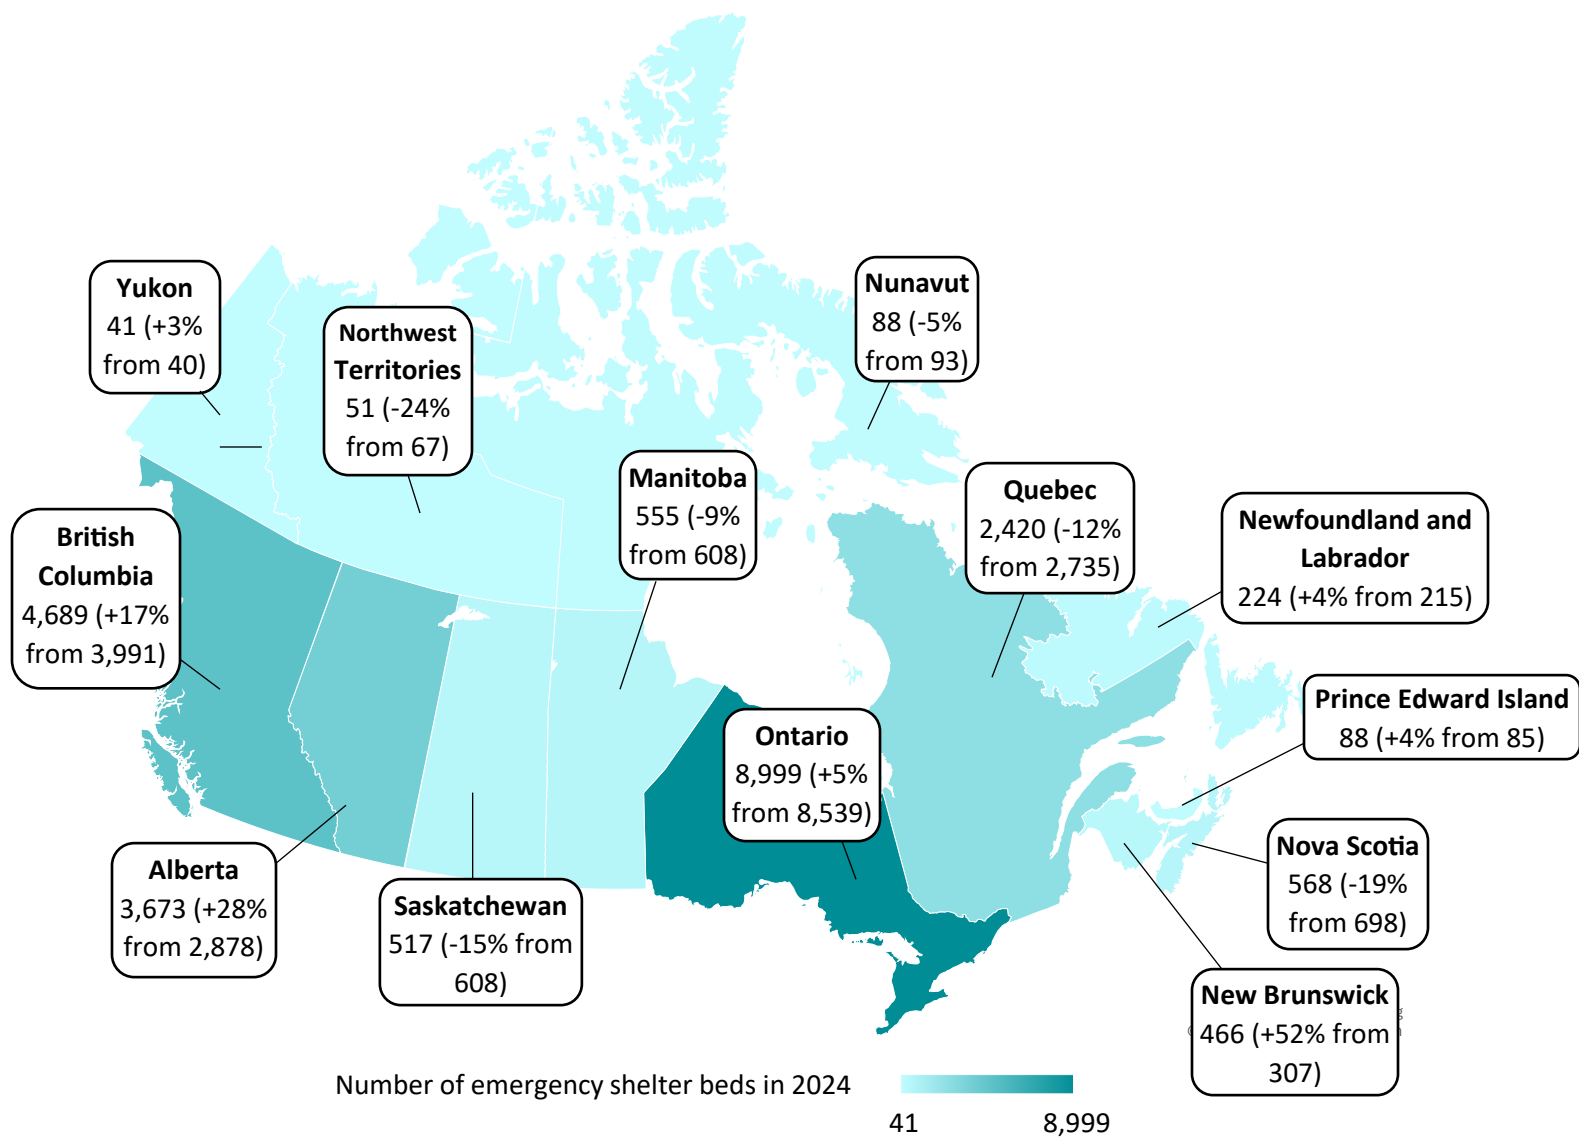 Yukon
41 (+3%
from 40)
Northwest
Territories
51 (-24%
from 67)
Nunavut
88 (-5%
from 93)
British
Columbia
4,689 (+17%
from 3,991)
Manitoba
555 (-9%
from 608)
Quebec
2,420 (-12%
from 2,735)
Newfoundland and
Labrador
224 (+4% from 215)
Prince Edward Island
88 (+4% from 85)
Ontario
8,999 (+5%
from 8,539)
Alberta
3,673 (+28%
from 2,878)
Saskatchewan
517 (-15% from
608)
Nova Scotia
568 (-19%
from 698)
New Brunswick
466 (+52% from
307)
Number of emergency shelter beds in 2024
41
8,999